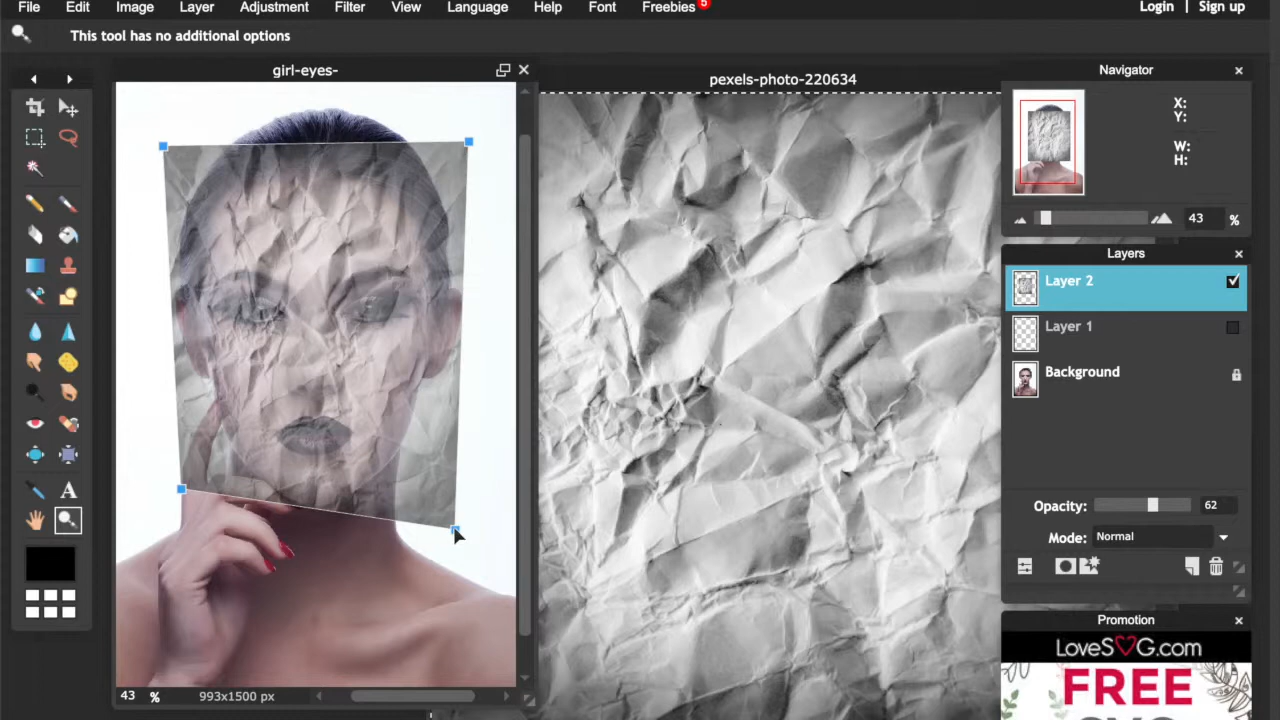 File Edit Image Layer Adjustment Filter View Language Help Font Freebies 5 Login | Sign up
This tool has no additional options
girl-eyes-
pexels-photo-220634
Navigator
X:
Y:
W:
H:
43 %
Layers
Layer 2
Layer 1
Background
Opacity: 62
Mode: Normal
A
43 % 993x1500 px
Promotion
LoveSVG.com
FREE
SVG